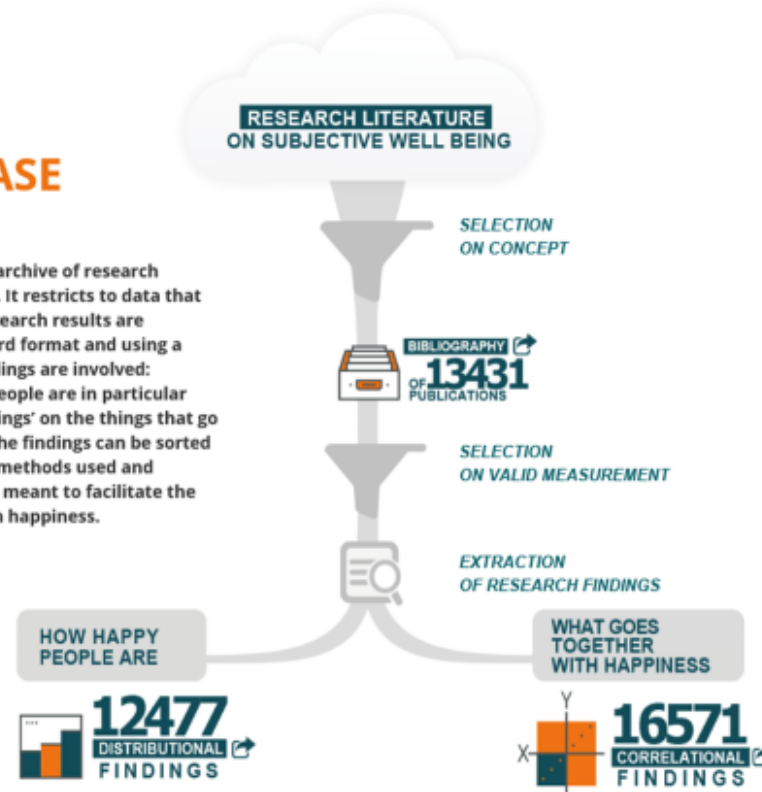 RESEARCH LITERATURE
ON SUBJECTIVE WELL BEING
ASE
SELECTION
ON CONCEPT
archive of research
. It restricts to data that
search results are
rd format and using a
dings are involved:
eople are in particular
ings' on the things that go
he findings can be sorted
methods used and
meant to facilitate the
n happiness.
BIBLIOGRAPHY
OF 13431
PUBLICATIONS
SELECTION
ON VALID MEASUREMENT
EXTRACTION
OF RESEARCH FINDINGS
HOW HAPPY
PEOPLE ARE
12477
DISTRIBUTIONAL
FINDINGS
WHAT GOES
TOGETHER
WITH HAPPINESS
Y
X
16571
CORRELATIONAL
FINDINGS